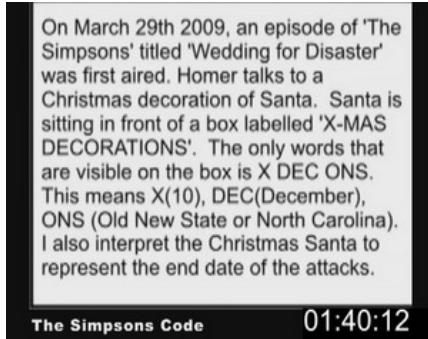 On March 29th 2009, an episode of 'The
Simpsons' titled 'Wedding for Disaster'
was first aired. Homer talks to a
Christmas decoration of Santa. Santa is
sitting in front of a box labelled 'X-MAS
DECORATIONS'. The only words that
are visible on the box is X DEC ONS.
This means X(10), DEC(December),
ONS (Old New State or North Carolina).
I also interpret the Christmas Santa to
represent the end date of the attacks.
The Simpsons Code 01:40:12